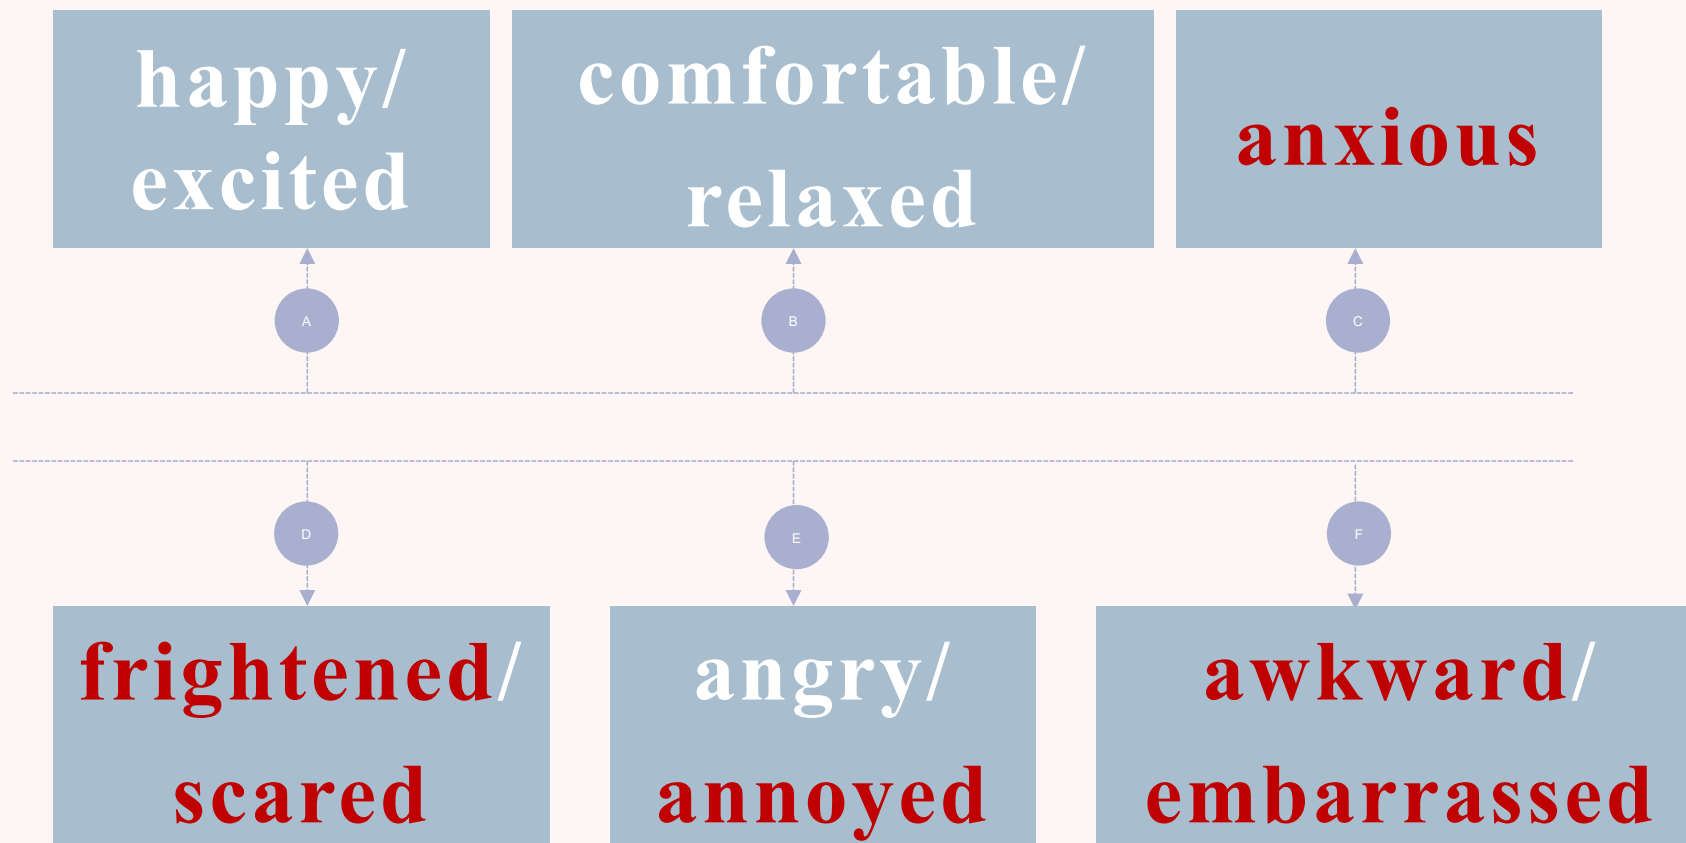 happy/
excited
comfortable/
relaxed
anxious
A
B
C
D
E
F
frightened/
scared
angry/
annoyed
awkward/
embarrassed